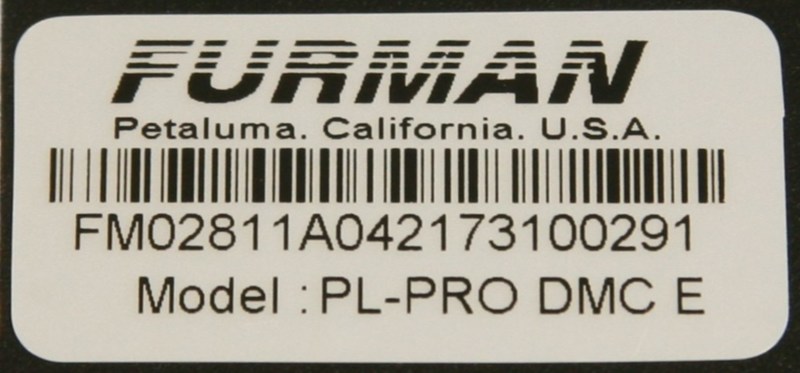 FURMAN
Petaluma. California. U.S.A.
FM02811A042173100291
Model : PL-PRO DMC E